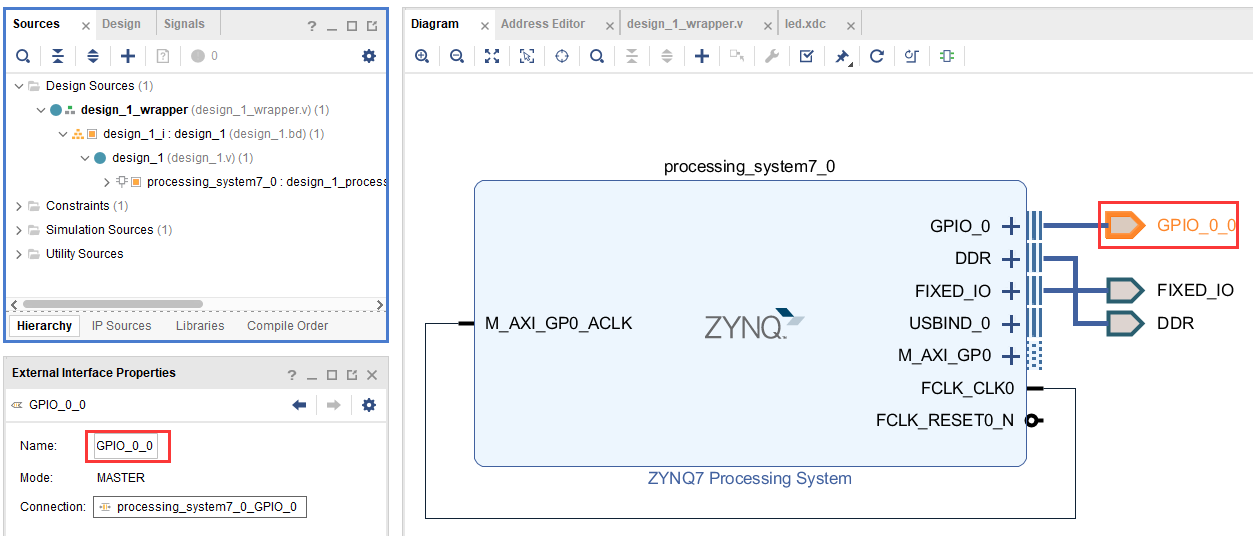 Sources
Design
Signals
0
Design Sources (1)
design_1_wrapper (design_1_wrapper.v) (1)
design_1_i : design_1 (design_1.bd) (1)
design_1 (design_1.v) (1)
processing_system7_0 : design_1_process
Constraints (1)
Simulation Sources (1)
Utility Sources
Hierarchy
IP Sources
Libraries
Compile Order
External Interface Properties
GPIO_0_0
Name: GPIO_0_0
Mode: MASTER
Connection: processing_system7_0_GPIO_0
Diagram
Address Editor
design_1_wrapper.v
led.xdc
processing_system7_0
GPIO_0
DDR
FIXED_IO
USBIND_0
M_AXI_GP0
FCLK_CLK0
FCLK_RESET0_N
M_AXI_GP0_ACLK
ZYNQ
ZYNQ7 Processing System
GPIO_0_0
FIXED_IO
DDR